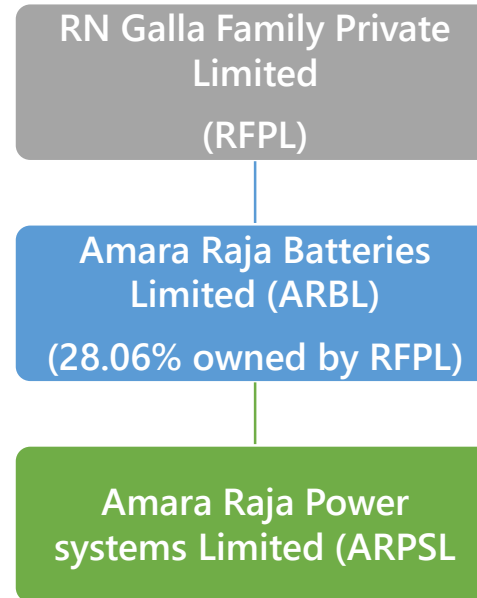 RN Galla Family Private
Limited
(RFPL)
Amara Raja Batteries
Limited (ARBL)
(28.06% owned by RFPL)
Amara Raja Power
systems Limited (ARPSL